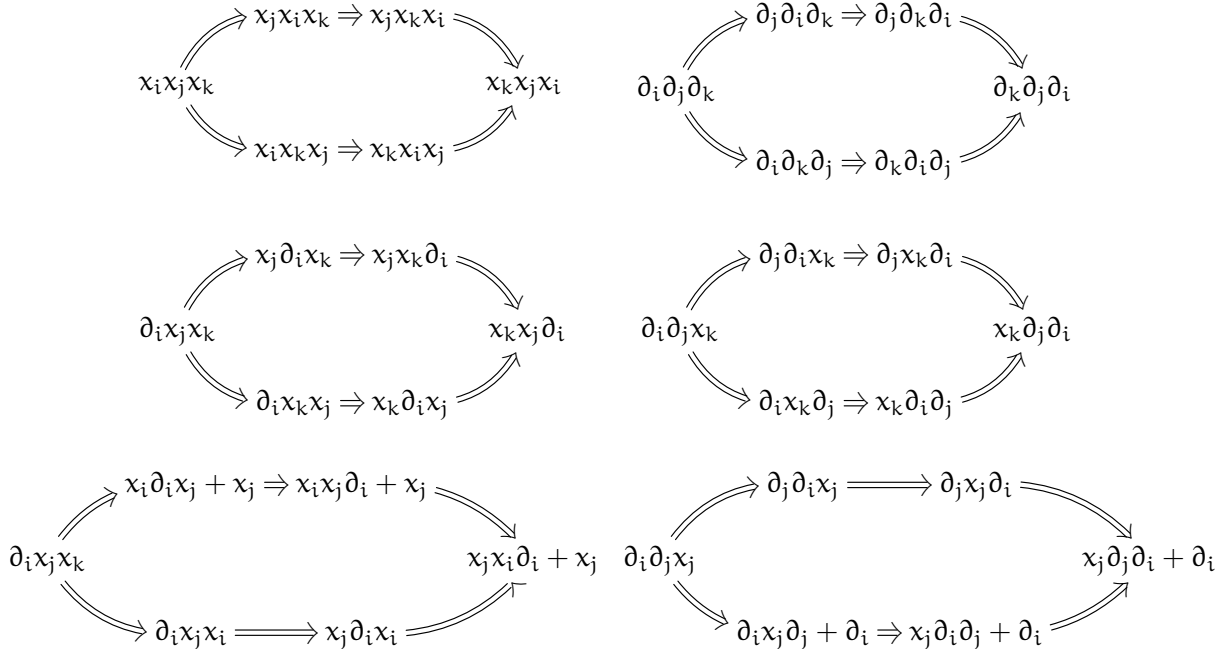 x_j x_i x_k ⇒ x_j x_k x_i
x_i x_j x_k
x_k x_j x_i
x_i x_k x_j ⇒ x_k x_i x_j
∂_j ∂_i ∂_k ⇒ ∂_j ∂_k ∂_i
∂_i ∂_j ∂_k
∂_k ∂_j ∂_i
∂_i ∂_k ∂_j ⇒ ∂_k ∂_i ∂_j
x_j ∂_i x_k ⇒ x_j x_k ∂_i
∂_i x_j x_k
x_k x_j ∂_i
∂_i x_k x_j ⇒ x_k ∂_i x_j
∂_j ∂_i x_k ⇒ ∂_j x_k ∂_i
∂_i ∂_j x_k
x_k ∂_j ∂_i
∂_i x_k ∂_j ⇒ x_k ∂_i ∂_j
x_i ∂_i x_j + x_j ⇒ x_i x_j ∂_i + x_j
∂_i x_j x_k
x_j x_i ∂_i + x_j
∂_i x_j x_i ⇒ x_j ∂_i x_i
∂_j ∂_i x_j ⇒ ∂_j x_j ∂_i
∂_i ∂_j x_j
x_j ∂_j ∂_i + ∂_i
∂_i x_j ∂_j + ∂_i ⇒ x_j ∂_i ∂_j + ∂_i